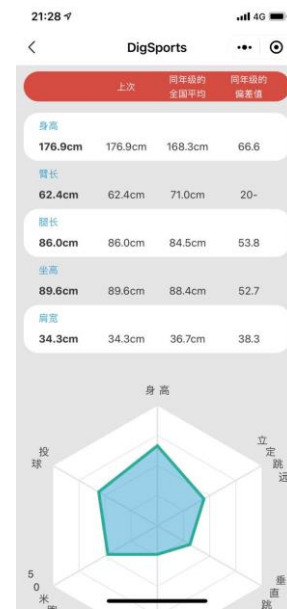 21:28 4G
DigSports
上次 同年级的全国平均 同年级的偏差值
身高
176.9cm 176.9cm 168.3cm 66.6
臂长
62.4cm 62.4cm 71.0cm 20-
腿长
86.0cm 86.0cm 84.5cm 53.8
坐高
89.6cm 89.6cm 88.4cm 52.7
肩宽
34.3cm 34.3cm 36.7cm 38.3
身高
立定跳远
投球
垂直跳
50米